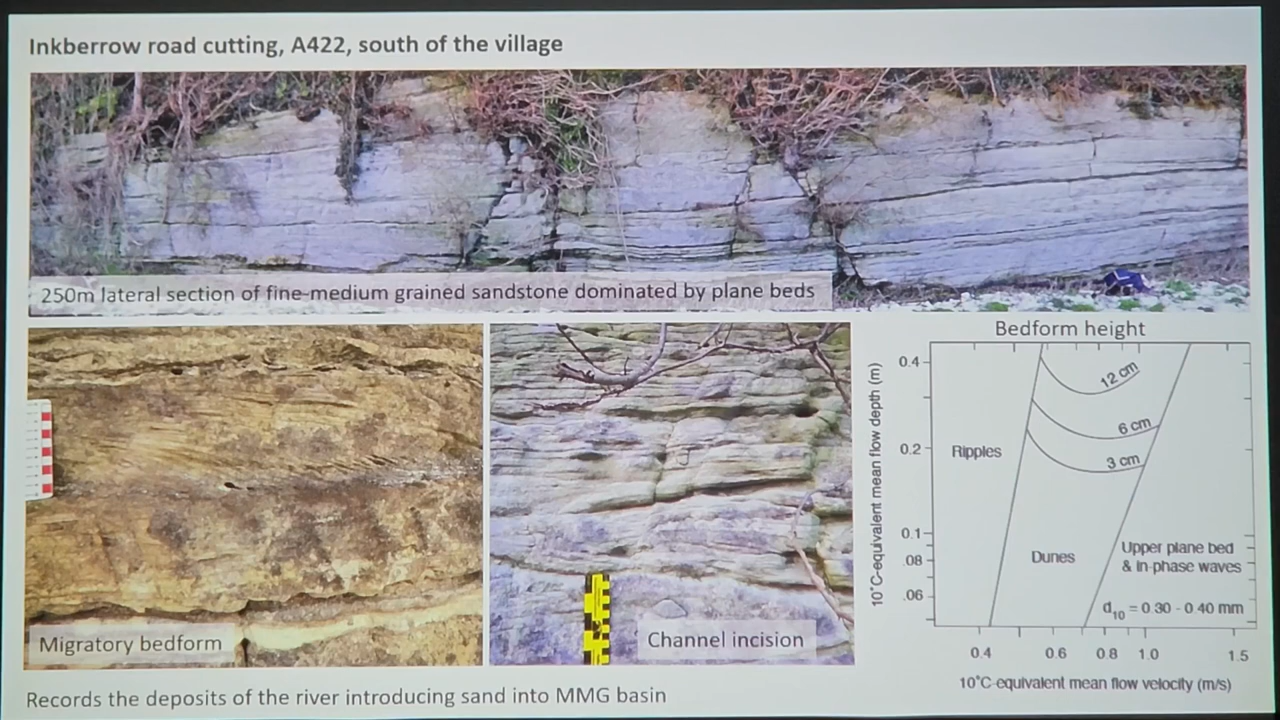 Inkberrow road cutting, A422, south of the village
250m lateral section of fine-medium grained sandstone dominated by plane beds
Migratory bedform
Channel incision
Bedform height
10°C-equivalent mean flow depth (m)
0.4
0.2
0.1
.08
.06
12 cm
6 cm
3 cm
Ripples
Dunes
Upper plane bed
& in-phase waves
d10 = 0.30 - 0.40 mm
0.4 0.6 0.8 1.0 1.5
10°C-equivalent mean flow velocity (m/s)
Records the deposits of the river introducing sand into MMG basin